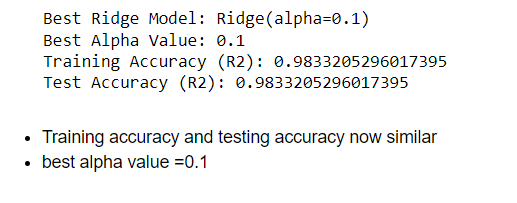 Best Ridge Model: Ridge(alpha=0.1)
Best Alpha Value: 0.1
Training Accuracy (R2): 0.9833205296017395
Test Accuracy (R2): 0.9833205296017395
• Training accuracy and testing accuracy now similar
• best alpha value =0.1